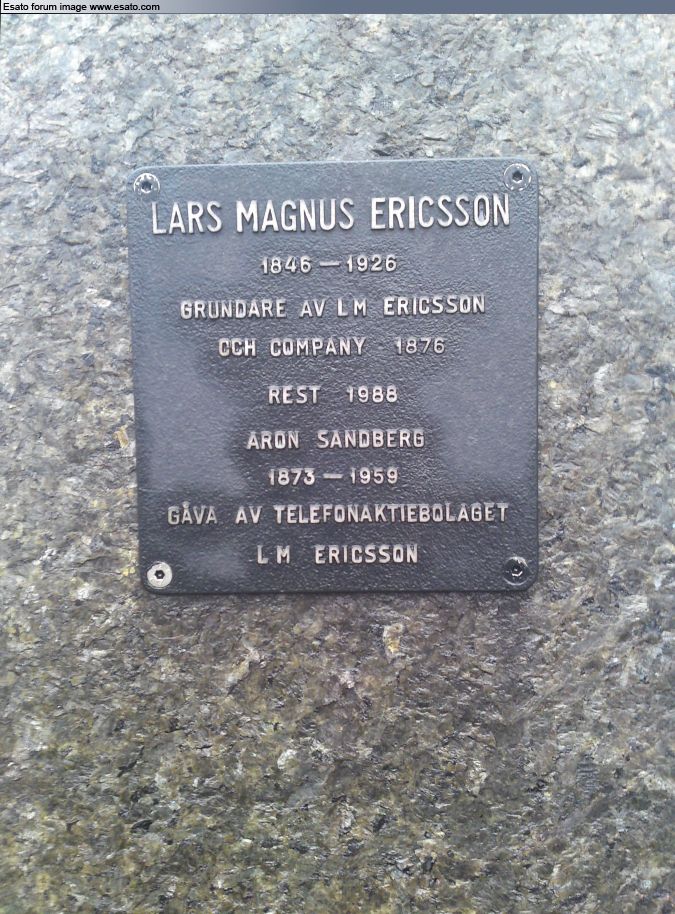 Esato forum image www.esato.com
LARS MAGNUS ERICSSON
1846 — 1926
GRUNDARE AV L M ERICSSON
OCH COMPANY 1876
REST 1988
ARON SANDBERG
1873 — 1959
GÅVA AV TELEFONAKTIEBOLAGET
L M ERICSSON